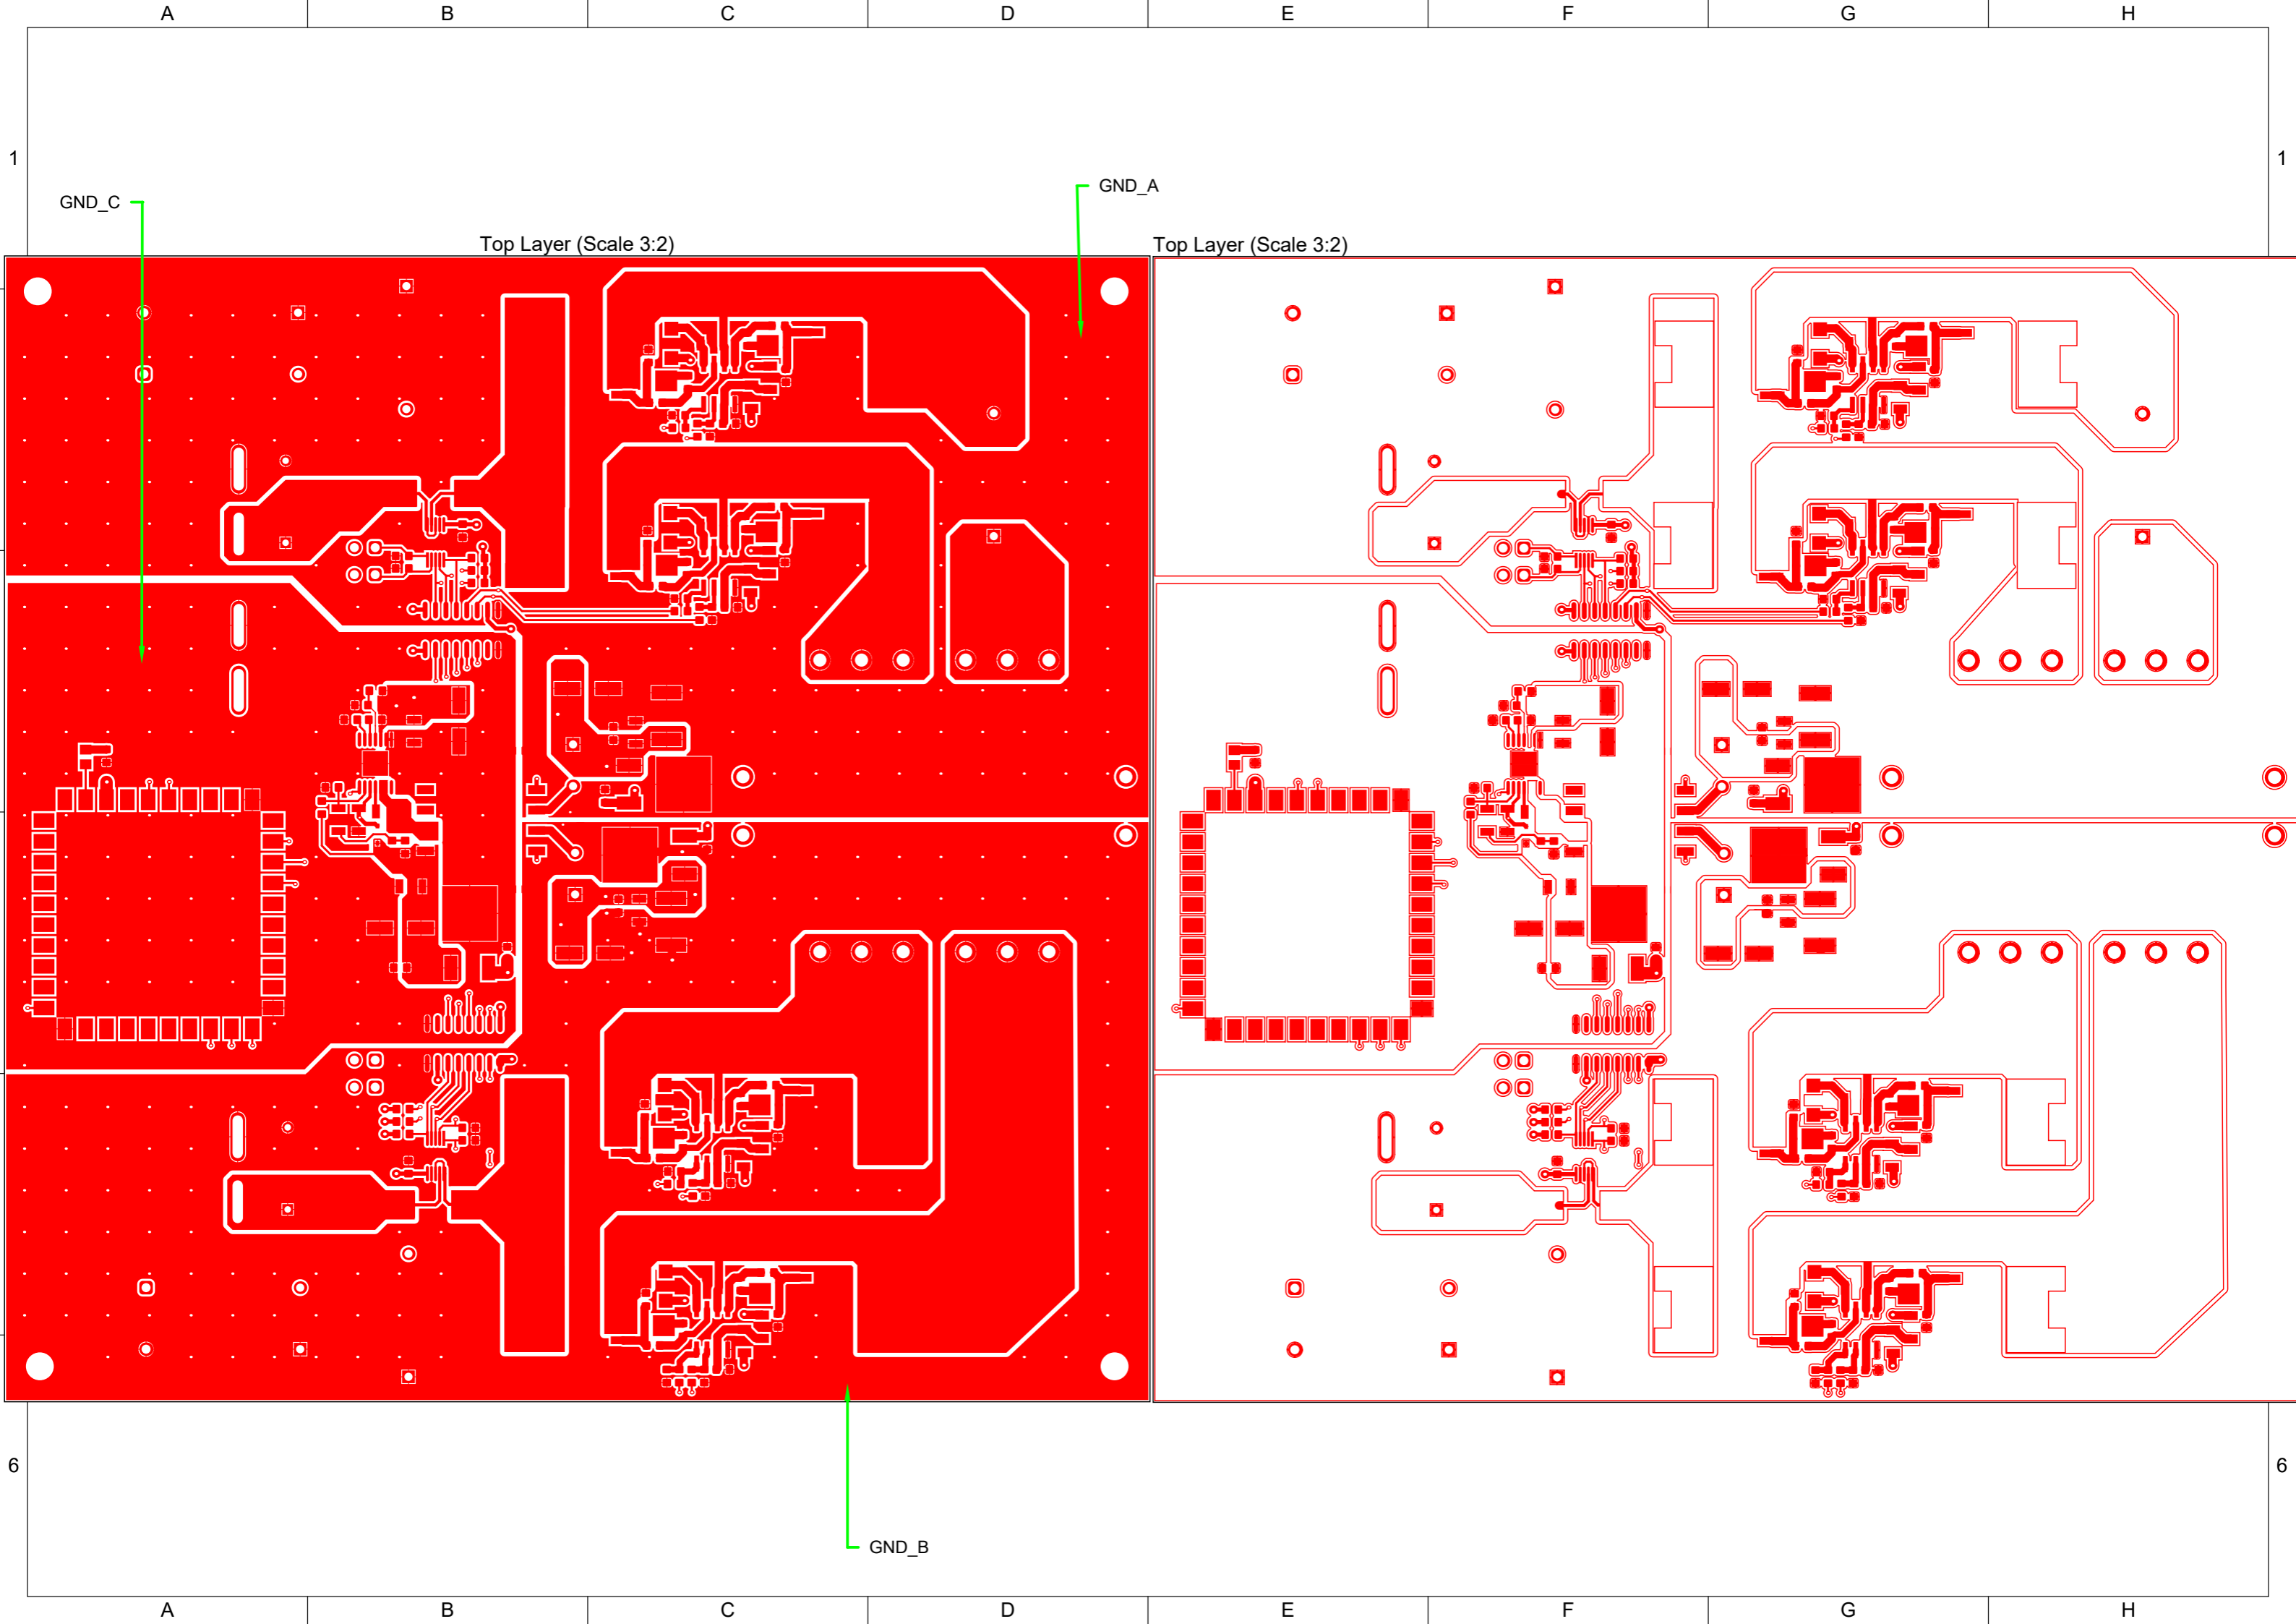 A B C D E F G H
1 1
GND_A
GND_C
Top Layer (Scale 3:2) Top Layer (Scale 3:2)
6 6
GND_B
A B C D E F G H